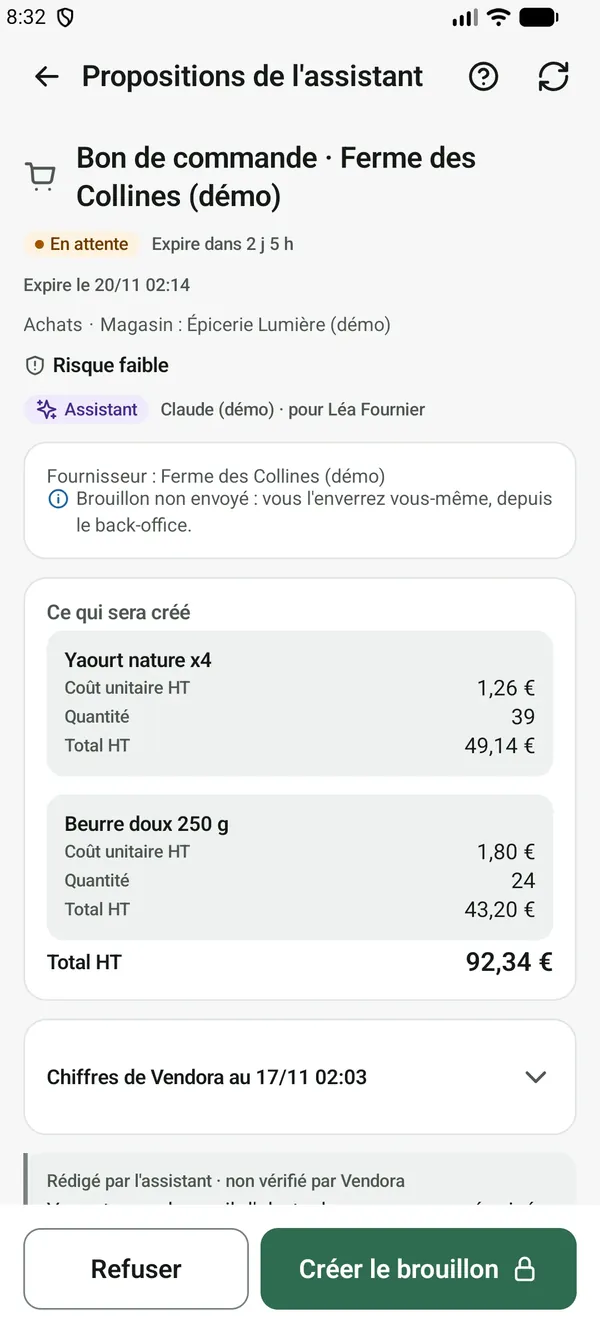 8:32
Propositions de l'assistant
Bon de commande · Ferme des
Collines (démo)
En attente
Expire dans 2 j 5 h
Expire le 20/11 02:14
Achats · Magasin : Épicerie Lumière (démo)
Risque faible
Assistant
Claude (démo) · pour Léa Fournier
Fournisseur : Ferme des Collines (démo)
Brouillon non envoyé : vous l'enverrez vous-même, depuis
le back-office.
Ce qui sera créé
Yaourt nature x4
Coût unitaire HT 1,26 €
Quantité 39
Total HT 49,14 €
Beurre doux 250 g
Coût unitaire HT 1,80 €
Quantité 24
Total HT 43,20 €
Total HT 92,34 €
Chiffres de Vendora au 17/11 02:03
Rédigé par l'assistant · non vérifié par Vendora
Refuser
Créer le brouillon